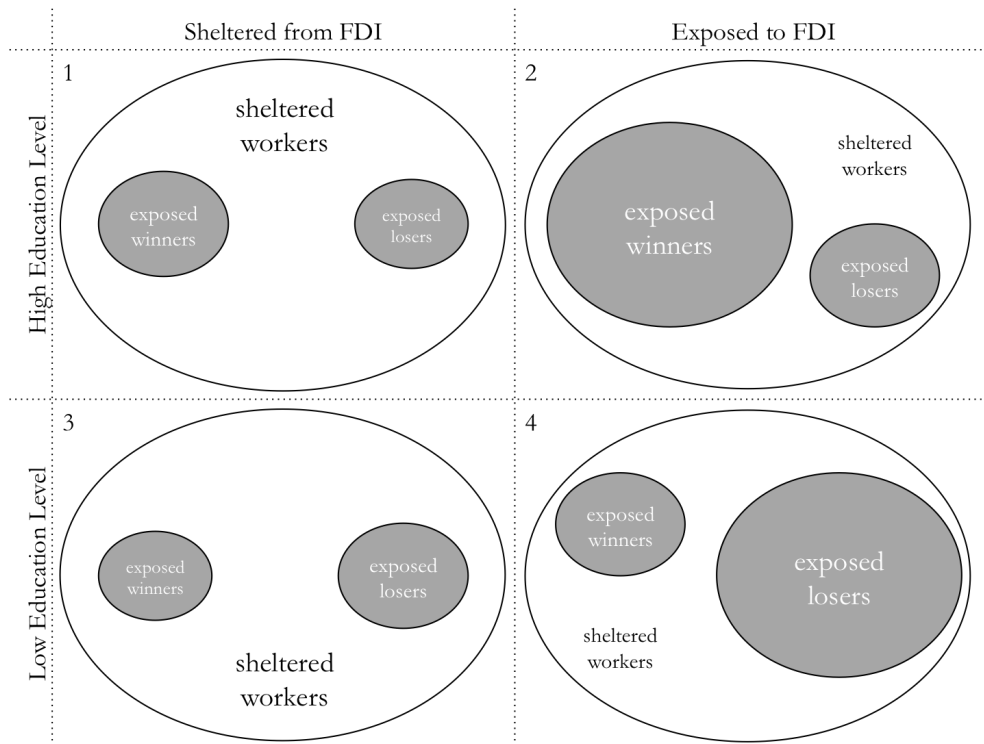 Sheltered from FDI
Exposed to FDI
High Education Level
1
sheltered
workers
exposed
winners
exposed
losers
2
sheltered
workers
exposed
winners
exposed
losers
Low Education Level
3
exposed
winners
exposed
losers
sheltered
workers
4
exposed
winners
exposed
losers
sheltered
workers